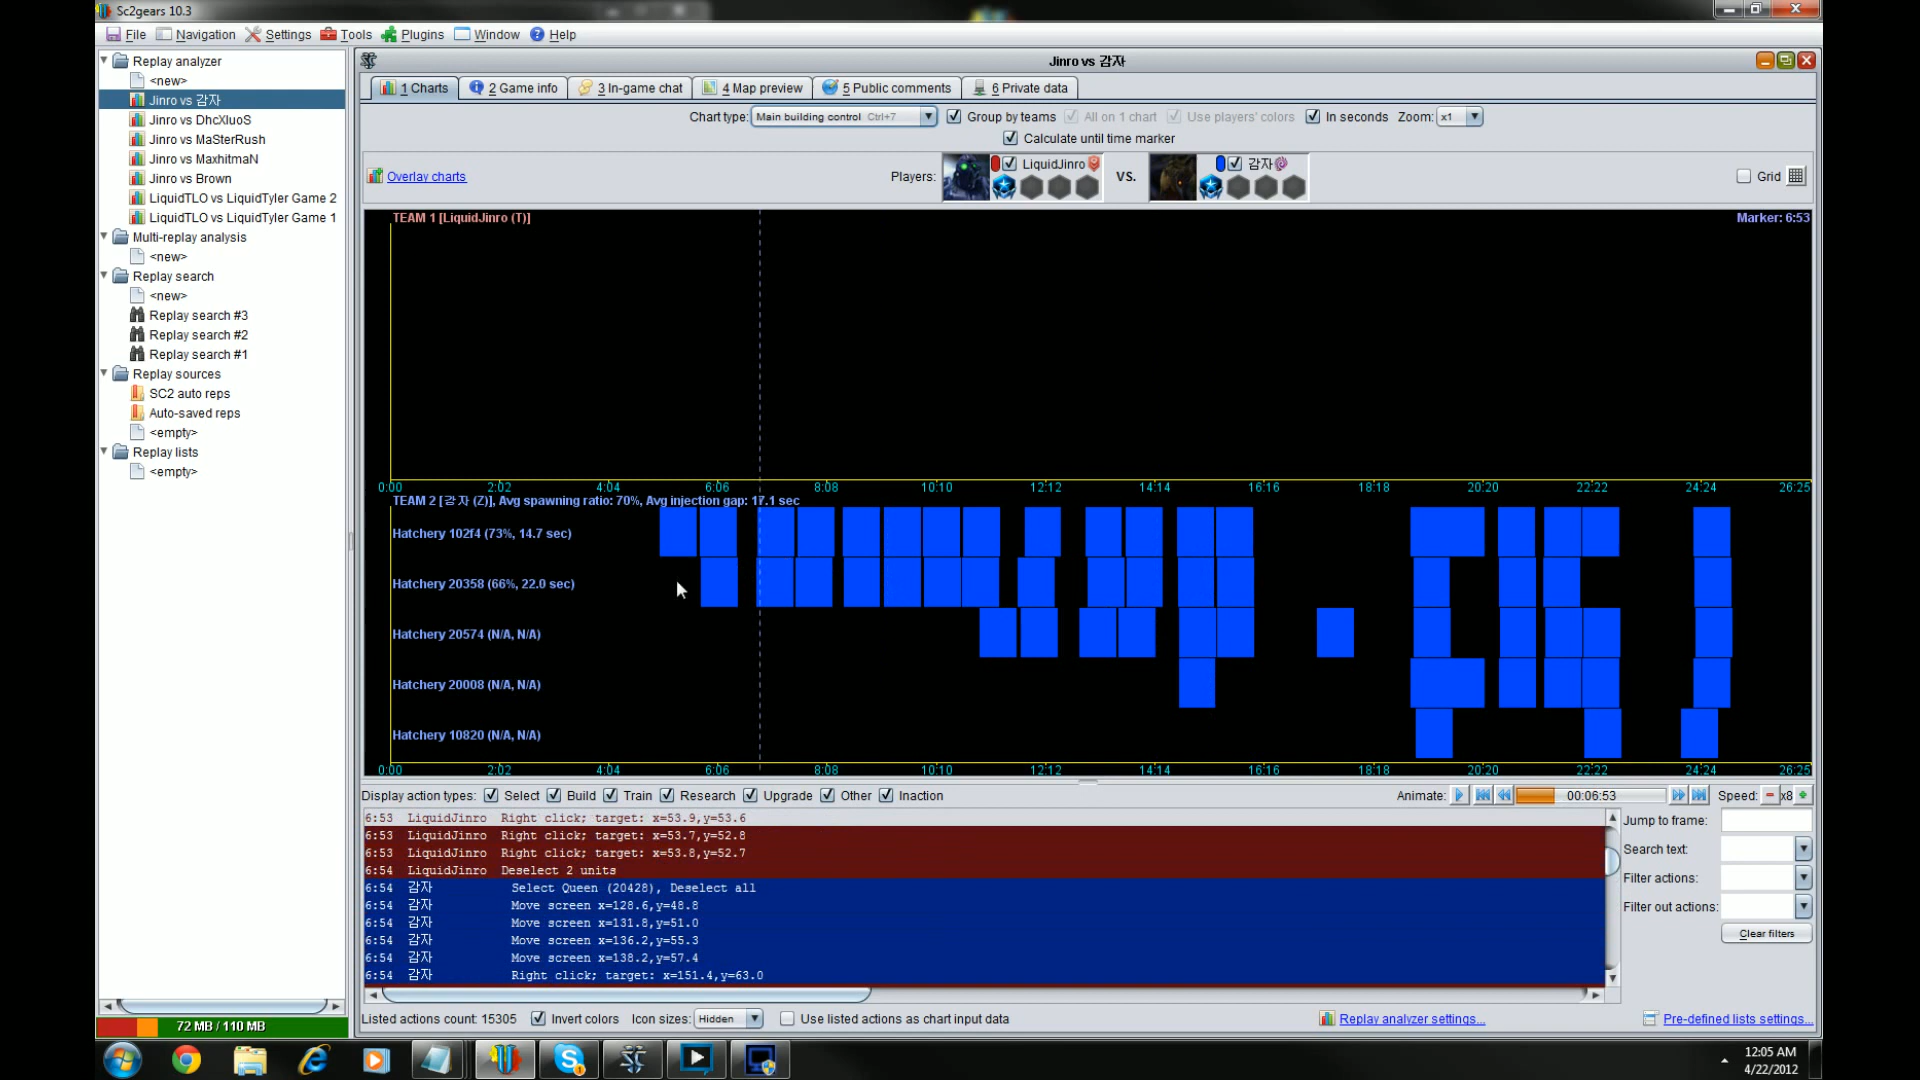 Sc2gears 10.3
File Navigation Settings Tools Plugins Window Help
Replay analyzer
<new>
Jinro vs 감자
Jinro vs DhcXluoS
Jinro vs MaSterRush
Jinro vs MaxhitmaN
Jinro vs Brown
LiquidTLO vs LiquidTyler Game 2
LiquidTLO vs LiquidTyler Game 1
Multi-replay analysis
<new>
Replay search
<new>
Replay search #3
Replay search #2
Replay search #1
Replay sources
SC2 auto reps
Auto-saved reps
<empty>
Replay lists
<empty>
72 MB / 110 MB
Jinro vs 감자
1 Charts 2 Game info 3 In-game chat 4 Map preview 5 Public comments 6 Private data
Chart type: Main building control Ctrl+7 Group by teams All on 1 chart Use players' colors In seconds Zoom: x1
Calculate until time marker
Overlay charts Players: LiquidJinro VS. 감자 Grid
TEAM 1 [LiquidJinro (T)] Marker: 6:53
0:00 2:02 4:04 6:06 8:08 10:10 12:12 14:14 16:16 18:18 20:20 22:22 24:24 26:25
TEAM 2 [감자 (Z)], Avg spawning ratio: 70%, Avg injection gap: 17.1 sec
Hatchery 102f4 (73%, 14.7 sec)
Hatchery 20358 (66%, 22.0 sec)
Hatchery 20574 (N/A, N/A)
Hatchery 20008 (N/A, N/A)
Hatchery 10820 (N/A, N/A)
0:00 2:02 4:04 6:06 8:08 10:10 12:12 14:14 16:16 18:18 20:20 22:22 24:24 26:25
Display action types: Select Build Train Research Upgrade Other Inaction Animate: 00:06:53 Speed: x8
6:53 LiquidJinro Right click; target: x=53.9,y=53.6
6:53 LiquidJinro Right click; target: x=53.7,y=52.8
6:53 LiquidJinro Right click; target: x=53.8,y=52.7
6:54 LiquidJinro Deselect 2 units
6:54 감자 Select Queen (20428), Deselect all
6:54 감자 Move screen x=128.6,y=48.8
6:54 감자 Move screen x=131.8,y=51.0
6:54 감자 Move screen x=136.2,y=55.3
6:54 감자 Move screen x=138.2,y=57.4
6:54 감자 Right click; target: x=151.4,y=63.0
Jump to frame:
Search text:
Filter actions:
Filter out actions:
Clear filters
Listed actions count: 15305 Invert colors Icon sizes: Hidden Use listed actions as chart input data Replay analyzer settings... Pre-defined lists settings...
12:05 AM
4/22/2012